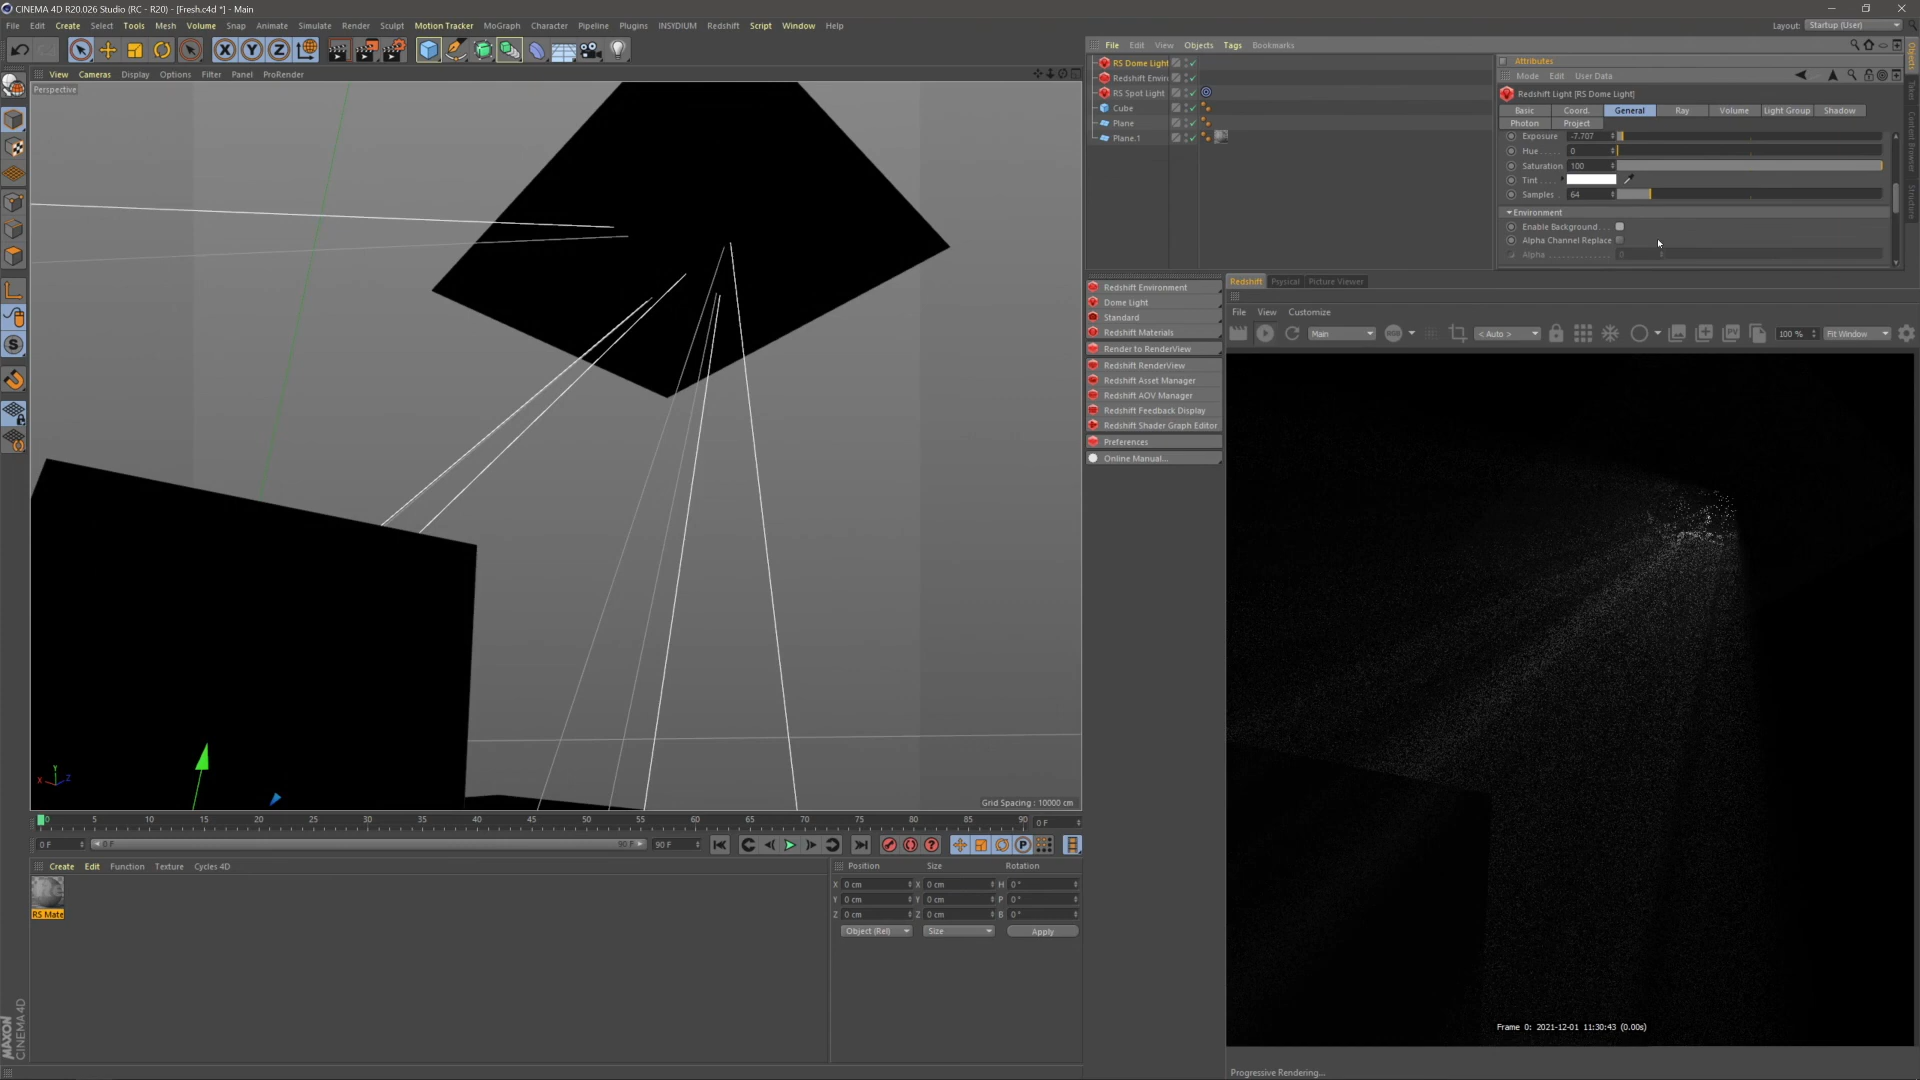 CINEMA 4D R20.026 Studio (RC - R20) - [Fresh.c4d *] - Main
File Edit Create Select Tools Mesh Volume Snap Animate Simulate Render Sculpt Motion Tracker MoGraph Character Pipeline Plugins INSYDIUM Redshift Script Window Help
Layout: Startup (User)
View Cameras Display Options Filter Panel ProRender
Perspective
Grid Spacing : 10000 cm
File Edit View Objects Tags Bookmarks
RS Dome Light
Redshift Envir
RS Spot Light
Cube
Plane
Plane.1
Attributes
Mode Edit User Data
Redshift Light [RS Dome Light]
Basic Coord. General Ray Volume Light Group Shadow
Photon Project
Exposure -7.707
Hue 0
Saturation 100
Tint
Samples 64
Environment
Enable Background
Alpha Channel Replace
Alpha 0
Objects
Takes
Content Browser
Structure
Redshift Environment
Dome Light
Standard
Redshift Materials
Render to RenderView
Redshift RenderView
Redshift Asset Manager
Redshift AOV Manager
Redshift Feedback Display
Redshift Shader Graph Editor
Preferences
Online Manual...
Redshift Psysical Picture Viewer
File View Customize
Main < Auto > 100 % Fit Window
Frame 0: 2021-12-01 11:30:43 (0.00s)
Progressive Rendering...
0 5 10 15 20 25 30 35 40 45 50 55 60 65 70 75 80 85 90 0 F
0 F 0 F 90 F 90 F
Create Edit Function Texture Cycles 4D
RS Mate
Position Size Rotation
X 0 cm X 0 cm H 0 °
Y 0 cm Y 0 cm P 0 °
Z 0 cm Z 0 cm B 0 °
Object (Rel) Size Apply
MAXON
CINEMA 4D